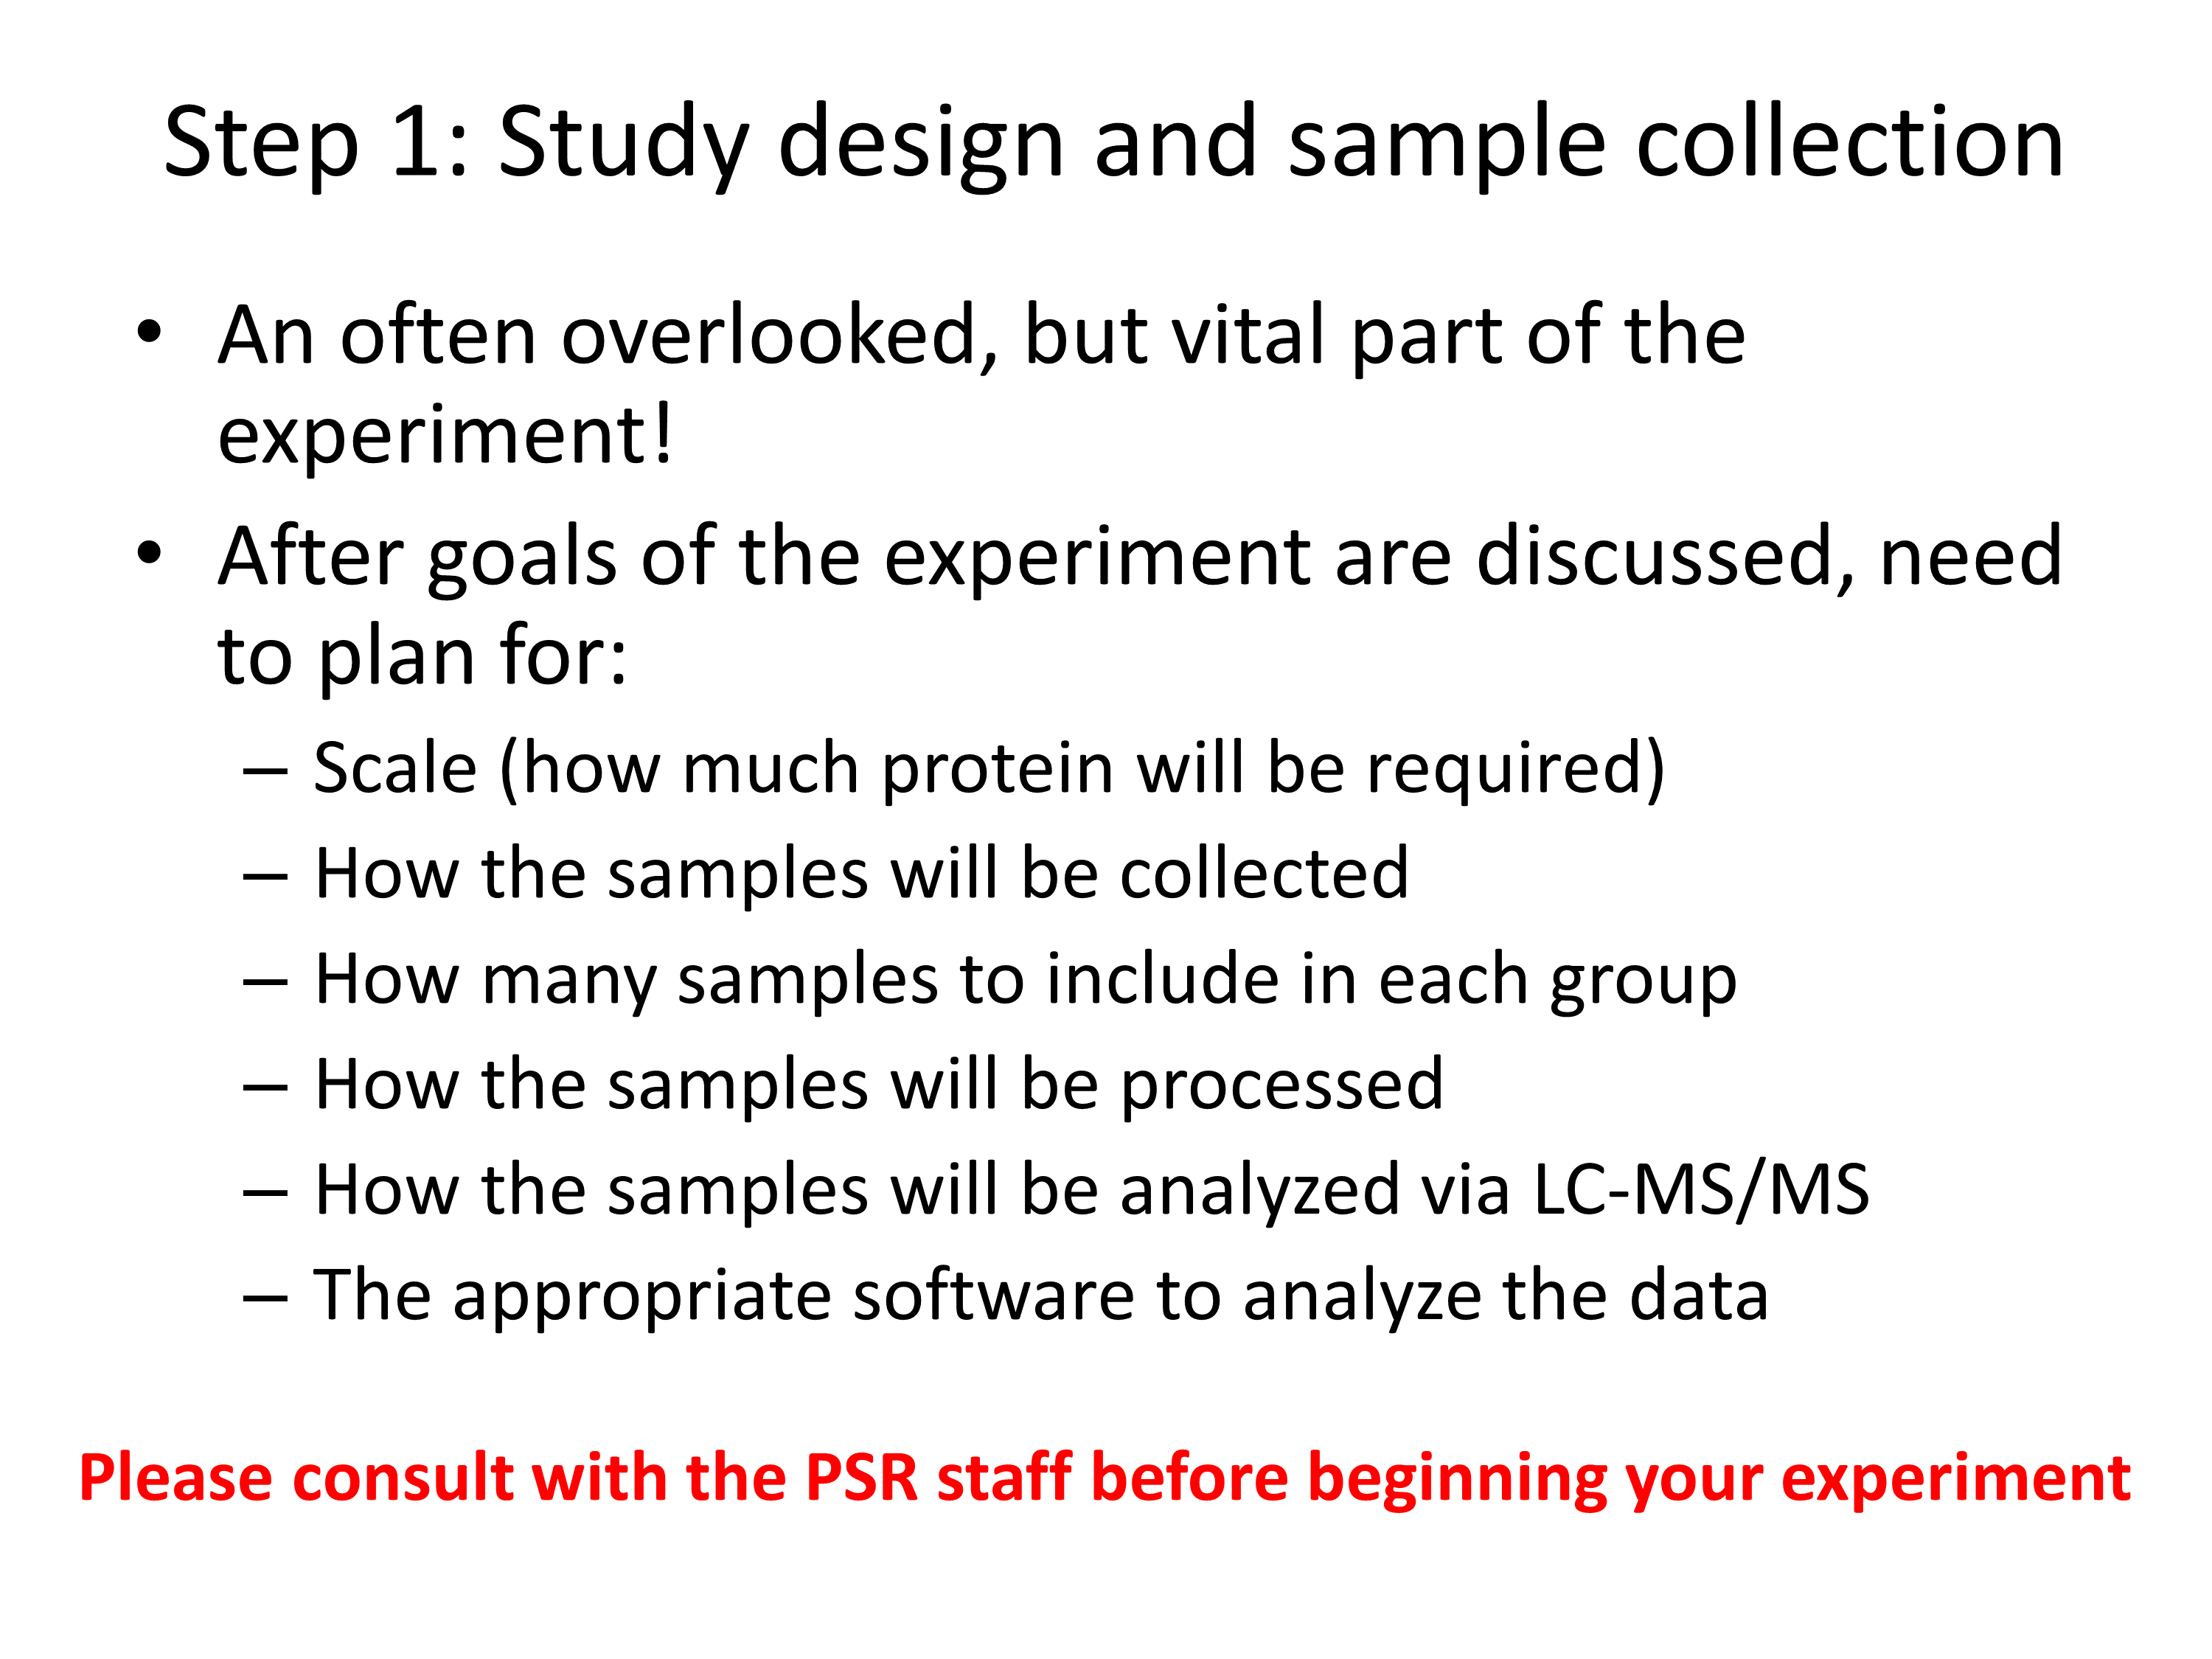 Step 1: Study design and sample collection
• An often overlooked, but vital part of the
experiment!
• After goals of the experiment are discussed, need
to plan for:
– Scale (how much protein will be required)
– How the samples will be collected
– How many samples to include in each group
– How the samples will be processed
– How the samples will be analyzed via LC-MS/MS
– The appropriate software to analyze the data
Please consult with the PSR staff before beginning your experiment